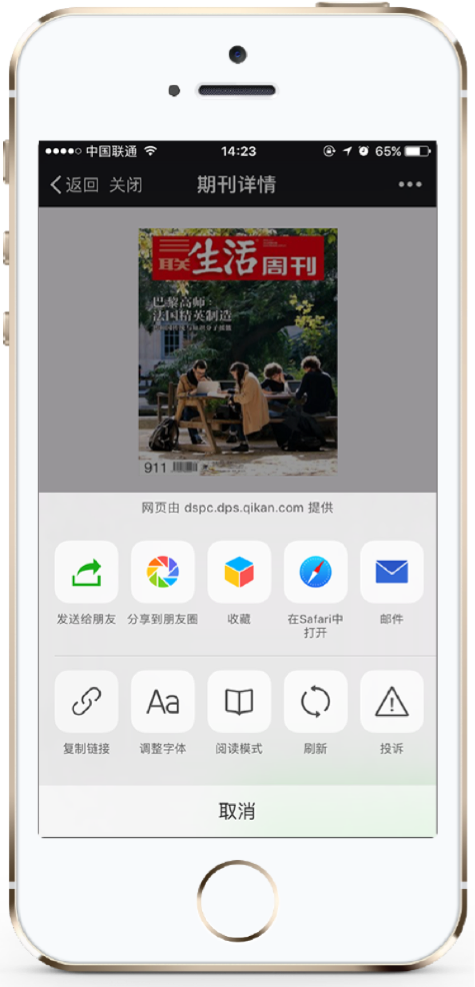 中国联通
14:23
65%
返回 关闭
期刊详情
三联生活周刊
巴黎高师：
法国精英制造
911
网页由 dspc.dps.qikan.com 提供
发送给朋友
分享到朋友圈
收藏
在Safari中
打开
邮件
复制链接
Aa
调整字体
阅读模式
刷新
投诉
取消